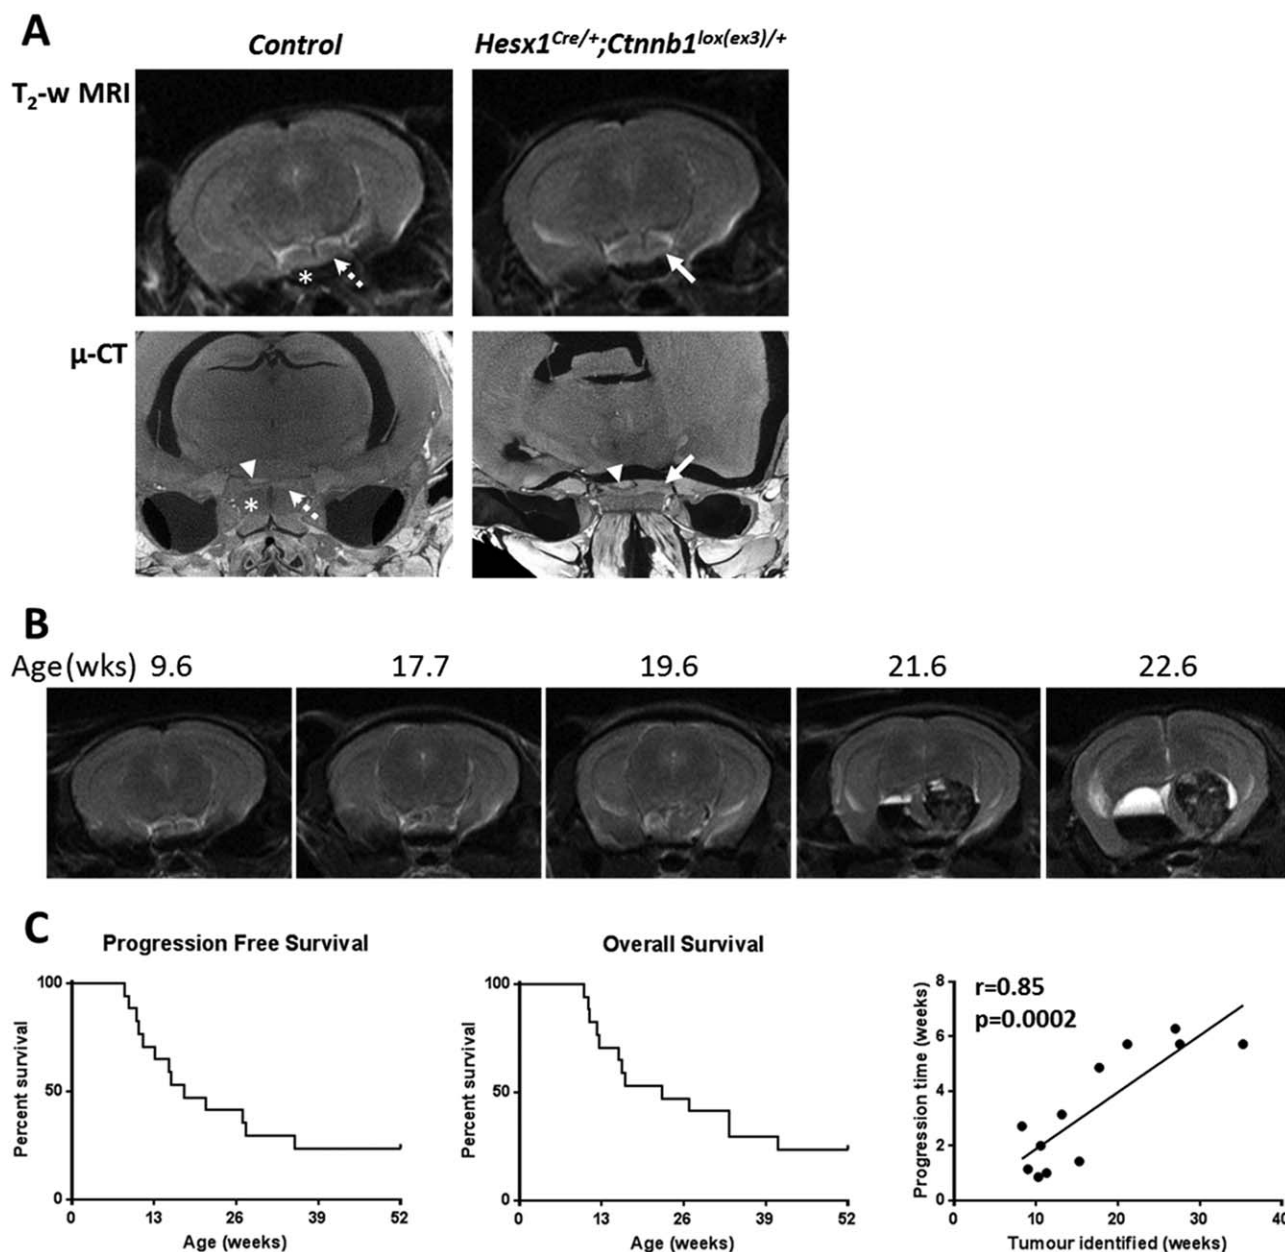 A
Control
Hesx1Cre/+;Ctnnb1lox(ex3)/+
T2-w MRI
*
μ-CT
*
B
Age(wks) 9.6 17.7 19.6 21.6 22.6
C
Progression Free Survival
Percent survival
100
50
0
0 13 26 39 52
Age (weeks)
Overall Survival
Percent survival
100
50
0
0 13 26 39 52
Age (weeks)
r=0.85
p=0.0002
Progression time (weeks)
8
6
4
2
0
0 10 20 30 40
Tumour identified (weeks)